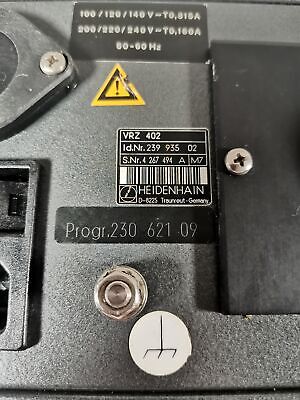 100/120/140 V ~ T0,315A
200/220/240 V ~ T0,160A
50-60 Hz
VRZ 402
Id.Nr. 239 935 02
S.Nr. 4 267 494 A M7
HEIDENHAIN
D-8225 Traunreut-Germany
Progr. 230 621 09